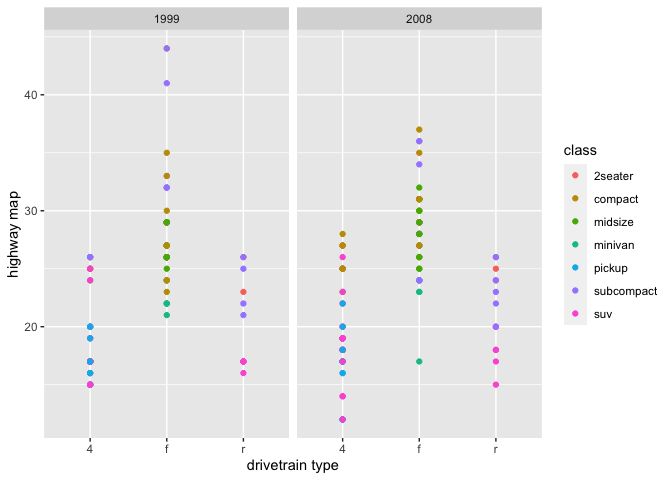 1999 2008
40
30
20
highway map
4 f r 4 f r
drivetrain type
class
2seater
compact
midsize
minivan
pickup
subcompact
suv